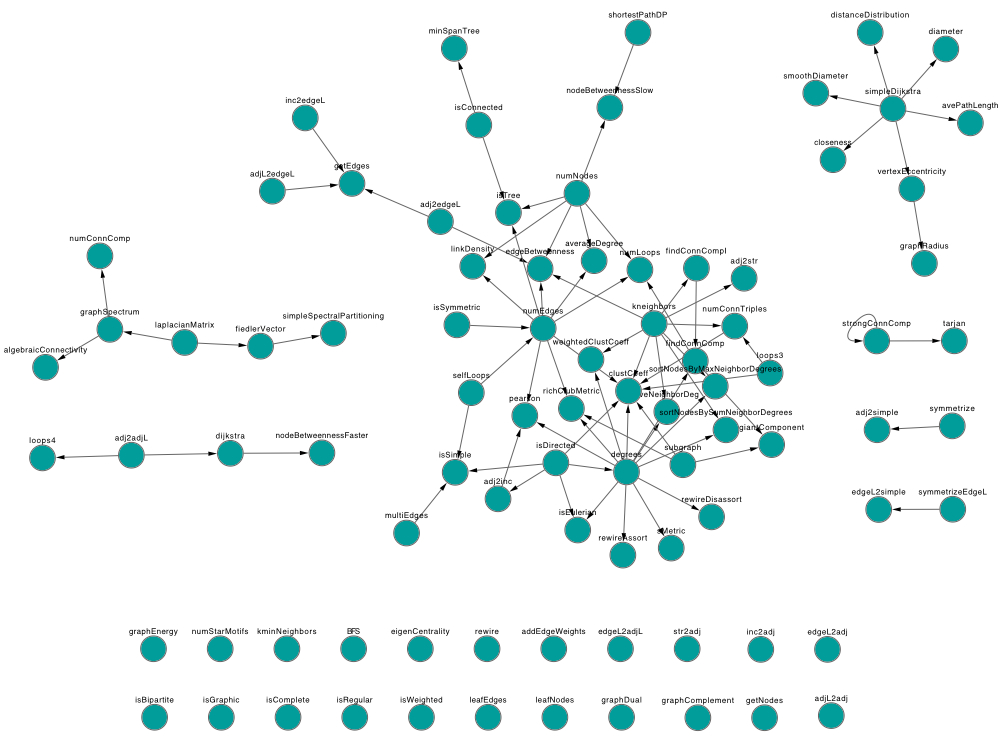 shortestPathDP
distanceDistribution
minSpanTree
diameter
smoothDiameter
nodeBetweennessSlow
simpleDijkstra
inc2edgeL
isConnected
avePathLength
closeness
getEdges
adjL2edgeL
numNodes
vertexEccentricity
isTree
adj2edgeL
numConnComp
linkDensity
edgeBetweenness
averageDegree
numLoops
findConnCompI
adj2str
graphRadius
isSymmetric
numEdges
kneighbors
numConnTriples
graphSpectrum
laplacianMatrix
fiedlerVector
simpleSpectralPartitioning
strongConnComp
tarjan
algebraicConnectivity
weightedClustCoeff
findConnComp
loops3
selfLoops
clustCoeff
sortNodesByMaxNeighborDegrees
pearson
richClubMetric
sortNodesBySumNeighborDegrees
adj2simple
symmetrize
giantComponent
loops4
adj2adjL
dijkstra
nodeBetweennessFaster
isSimple
isDirected
degrees
subgraph
adj2inc
edgeL2simple
symmetrizeEdgeL
multiEdges
isEulerian
rewireDisassort
rewireAssort
sMetric
graphEnergy
numStarMotifs
kminNeighbors
BFS
eigenCentrality
rewire
addEdgeWeights
edgeL2adjL
str2adj
inc2adj
edgeL2adj
isBipartite
isGraphic
isComplete
isRegular
isWeighted
leafEdges
leafNodes
graphDual
graphComplement
getNodes
adjL2adj